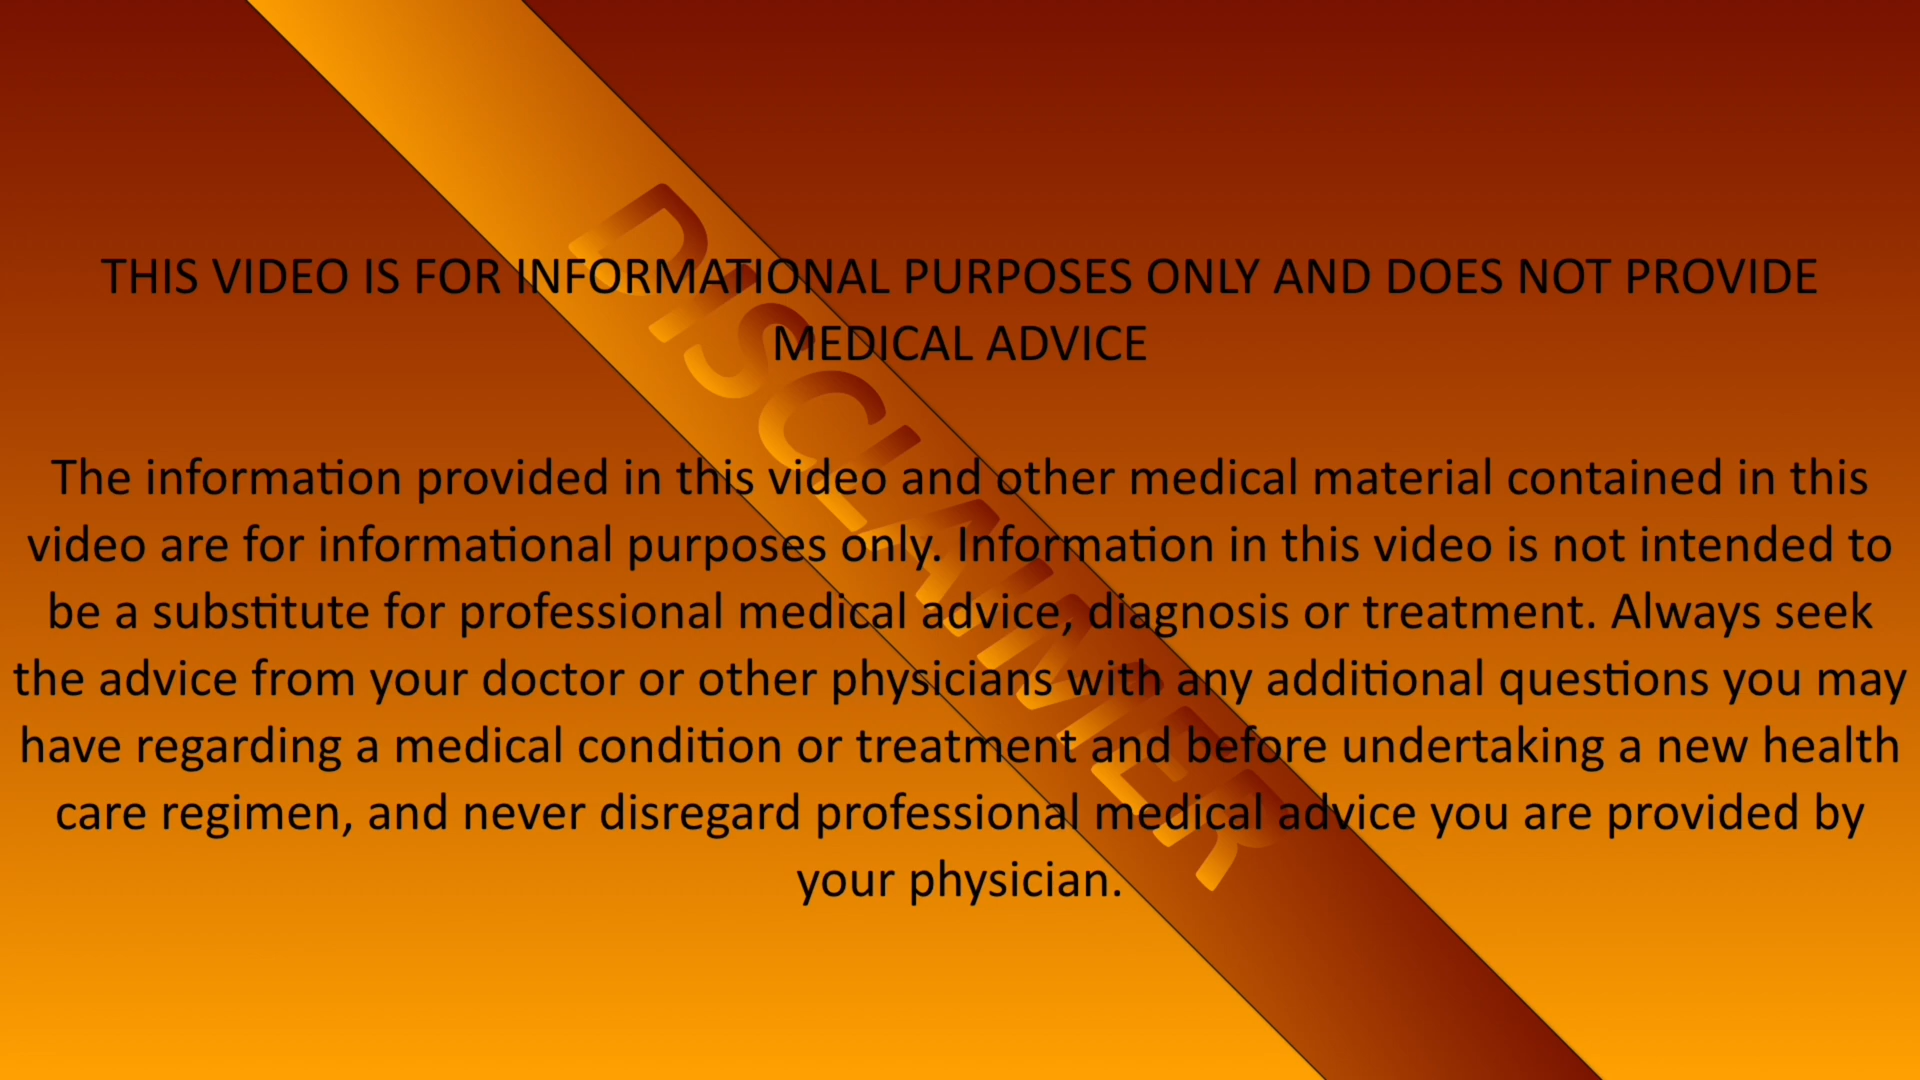 DISCLAIMER
THIS VIDEO IS FOR INFORMATIONAL PURPOSES ONLY AND DOES NOT PROVIDE
MEDICAL ADVICE
The information provided in this video and other medical material contained in this
video are for informational purposes only. Information in this video is not intended to
be a substitute for professional medical advice, diagnosis or treatment. Always seek
the advice from your doctor or other physicians with any additional questions you may
have regarding a medical condition or treatment and before undertaking a new health
care regimen, and never disregard professional medical advice you are provided by
your physician.